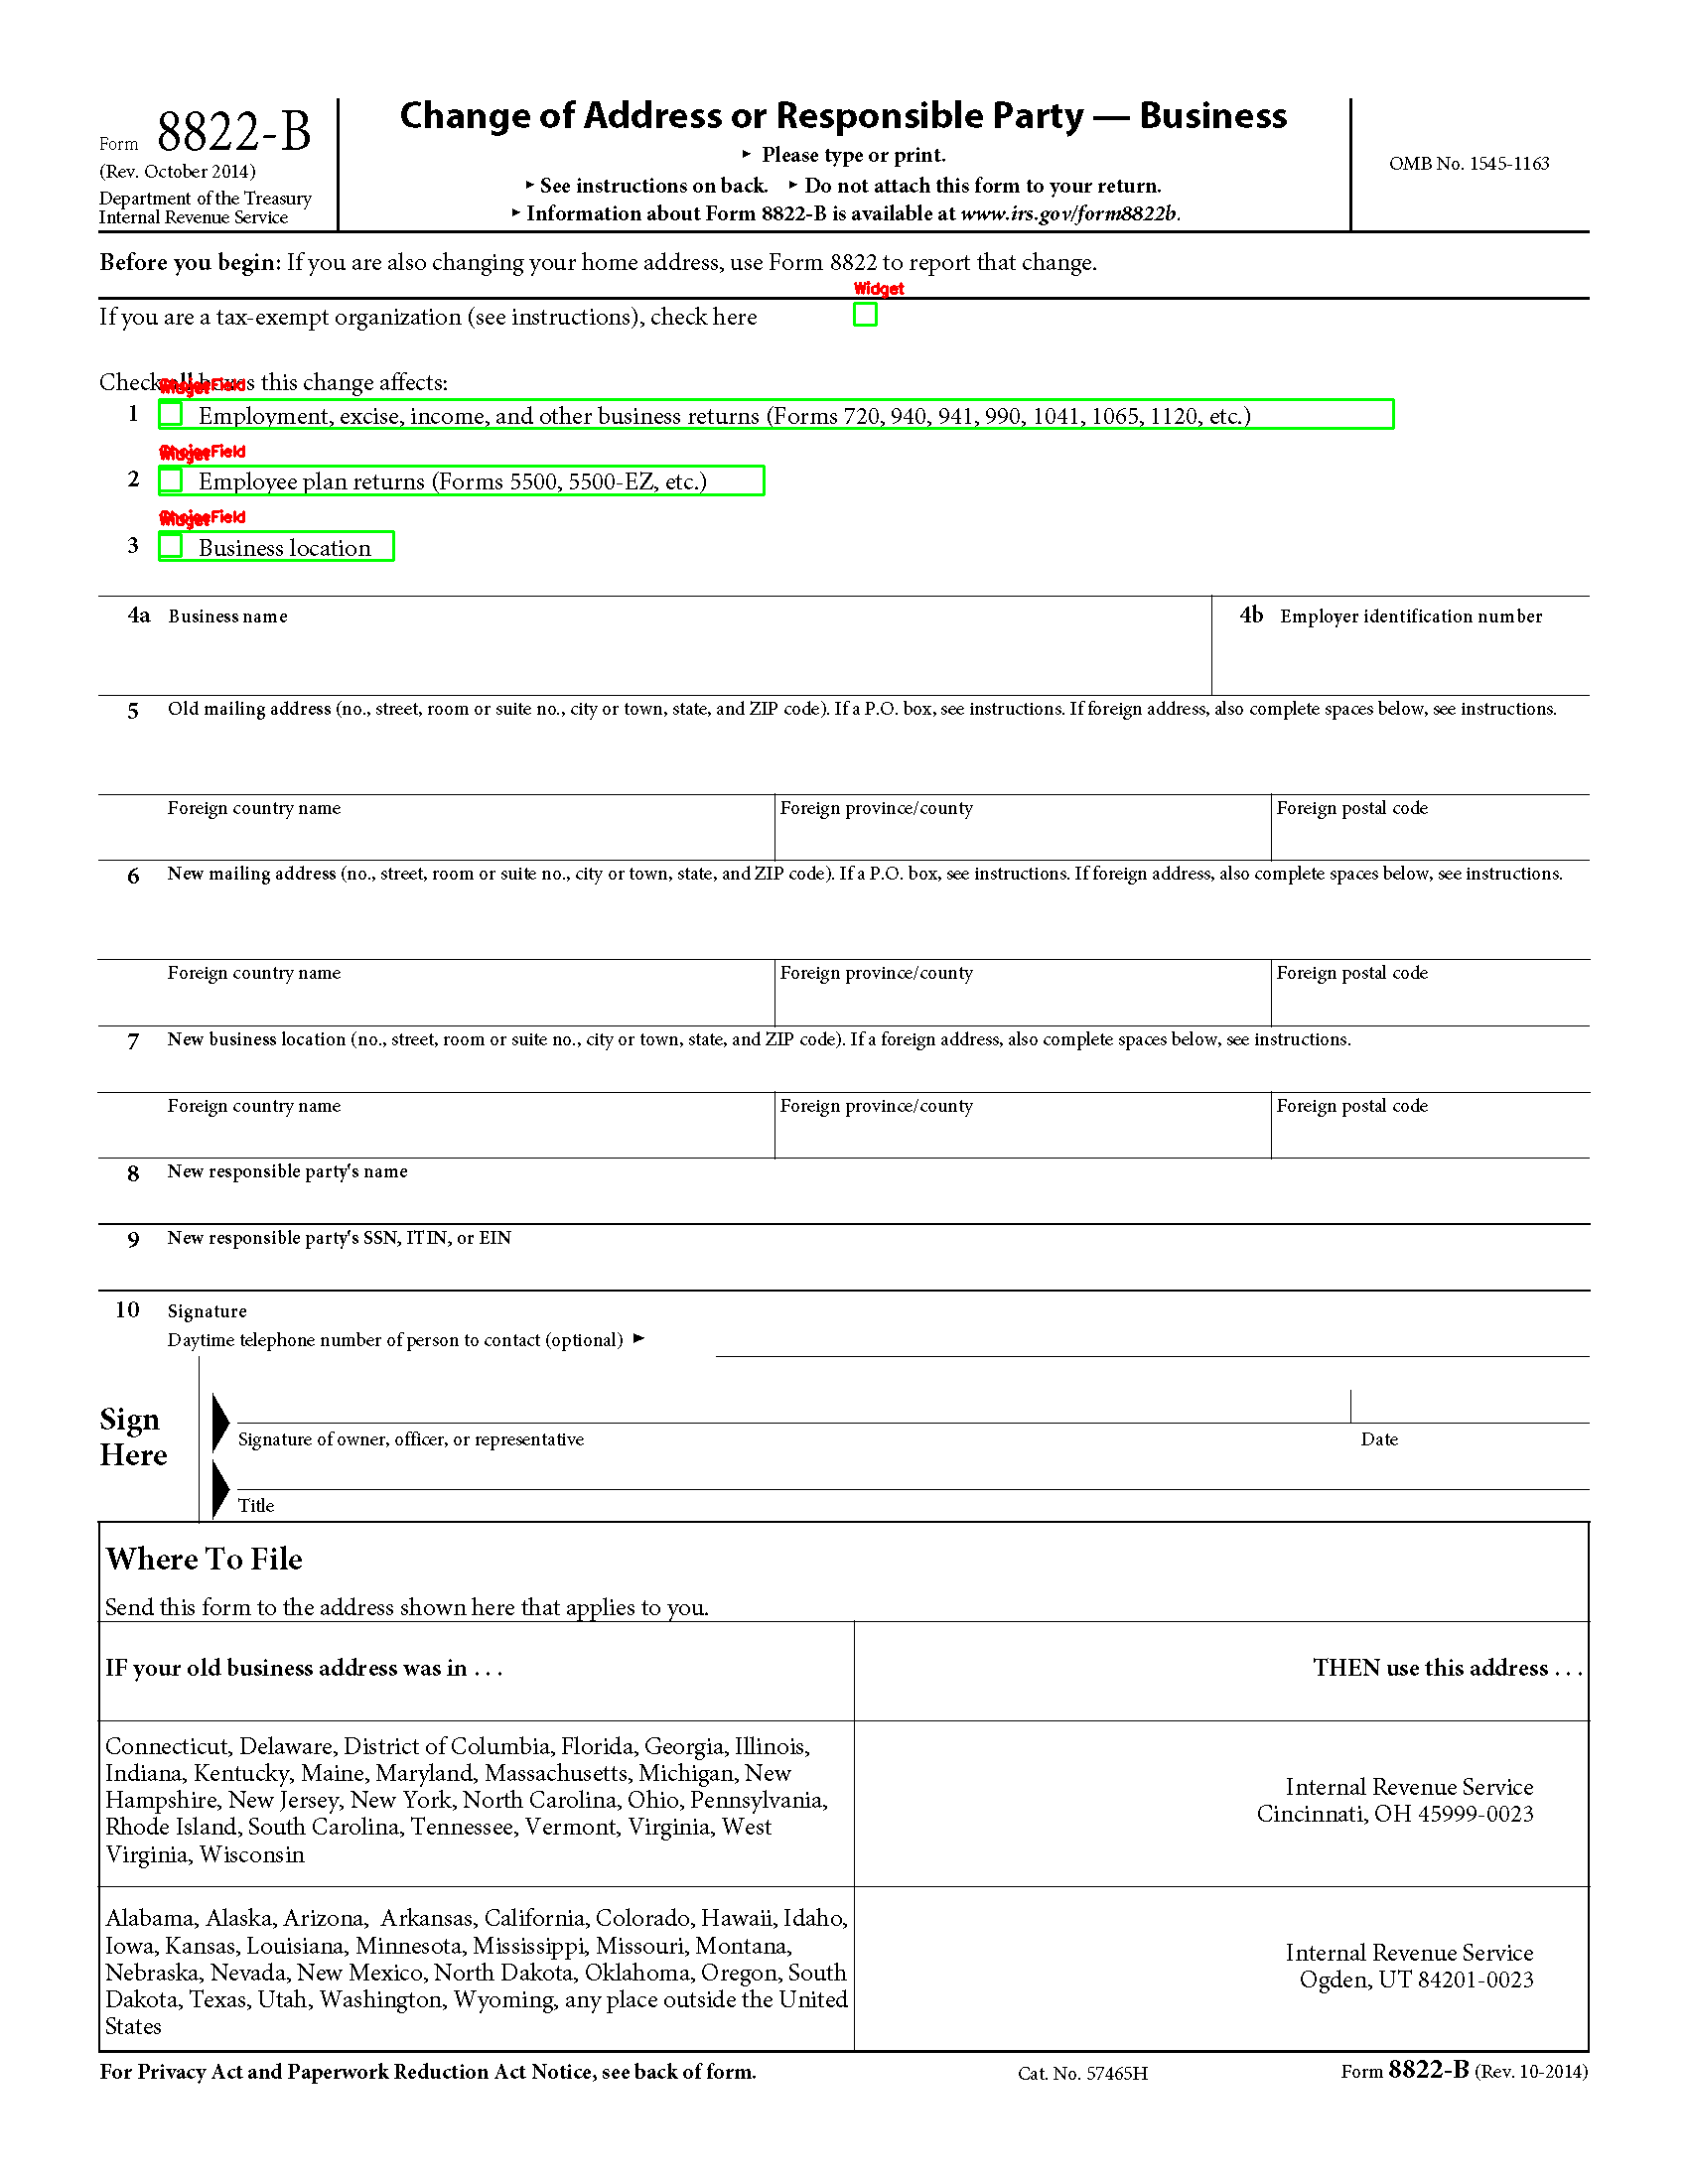 Form 8822-B
(Rev. October 2014)
Department of the Treasury
Internal Revenue Service
Change of Address or Responsible Party — Business
► Please type or print.
► See instructions on back. ► Do not attach this form to your return.
► Information about Form 8822-B is available at www.irs.gov/form8822b.
OMB No. 1545-1163
Before you begin: If you are also changing your home address, use Form 8822 to report that change.
Widget
If you are a tax-exempt organization (see instructions), check here
Check all boxes this change affects:
ChoiceField
Widget
1 Employment, excise, income, and other business returns (Forms 720, 940, 941, 990, 1041, 1065, 1120, etc.)
ChoiceField
Widget
2 Employee plan returns (Forms 5500, 5500-EZ, etc.)
ChoiceField
Widget
3 Business location
4a Business name
4b Employer identification number
5 Old mailing address (no., street, room or suite no., city or town, state, and ZIP code). If a P.O. box, see instructions. If foreign address, also complete spaces below, see instructions.
Foreign country name Foreign province/county Foreign postal code
6 New mailing address (no., street, room or suite no., city or town, state, and ZIP code). If a P.O. box, see instructions. If foreign address, also complete spaces below, see instructions.
Foreign country name Foreign province/county Foreign postal code
7 New business location (no., street, room or suite no., city or town, state, and ZIP code). If a foreign address, also complete spaces below, see instructions.
Foreign country name Foreign province/county Foreign postal code
8 New responsible party's name
9 New responsible party's SSN, ITIN, or EIN
10 Signature
Daytime telephone number of person to contact (optional) ►
Sign
Here
Signature of owner, officer, or representative Date
Title
Where To File
Send this form to the address shown here that applies to you.
IF your old business address was in . . . THEN use this address . . .
Connecticut, Delaware, District of Columbia, Florida, Georgia, Illinois,
Indiana, Kentucky, Maine, Maryland, Massachusetts, Michigan, New
Hampshire, New Jersey, New York, North Carolina, Ohio, Pennsylvania,
Rhode Island, South Carolina, Tennessee, Vermont, Virginia, West
Virginia, Wisconsin
Internal Revenue Service
Cincinnati, OH 45999-0023
Alabama, Alaska, Arizona, Arkansas, California, Colorado, Hawaii, Idaho,
Iowa, Kansas, Louisiana, Minnesota, Mississippi, Missouri, Montana,
Nebraska, Nevada, New Mexico, North Dakota, Oklahoma, Oregon, South
Dakota, Texas, Utah, Washington, Wyoming, any place outside the United
States
Internal Revenue Service
Ogden, UT 84201-0023
For Privacy Act and Paperwork Reduction Act Notice, see back of form. Cat. No. 57465H Form 8822-B (Rev. 10-2014)